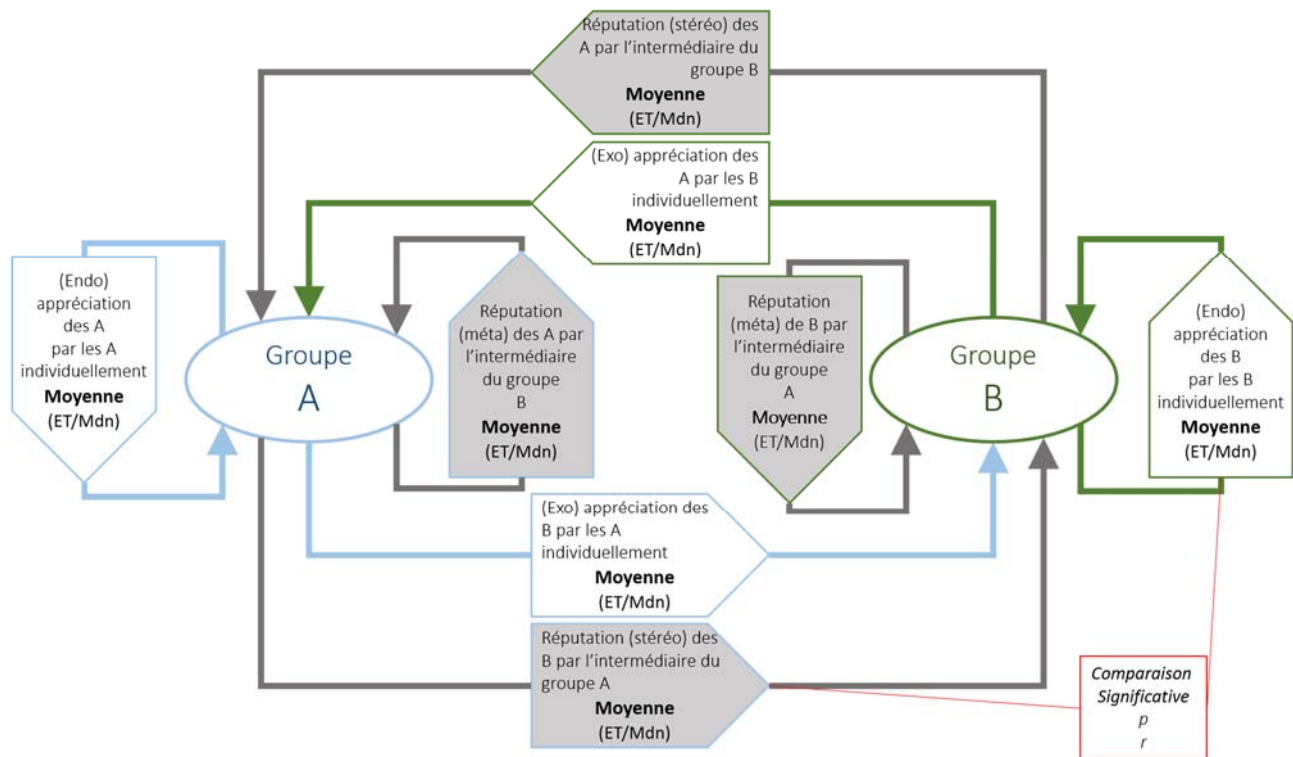 Réputation (stéréo) des
A par l'intermédiaire du
groupe B
Moyenne
(ET/Mdn)
(Exo) appréciation des
A par les B
individuellement
Moyenne
(ET/Mdn)
(Endo)
appréciation
des A
par les A
individuellement
Moyenne
(ET/Mdn)
Groupe
A
Réputation
(méta) des A par
l'intermédiaire
du groupe
B
Moyenne
(ET/Mdn)
Réputation
(méta) de B par
l'intermédiaire
du groupe
A
Moyenne
(ET/Mdn)
Groupe
B
(Endo)
appréciation
des B
par les B
individuellement
Moyenne
(ET/Mdn)
(Exo) appréciation des
B par les A
individuellement
Moyenne
(ET/Mdn)
Réputation (stéréo) des
B par l'intermédiaire du
groupe A
Moyenne
(ET/Mdn)
Comparaison
Significative
p
r